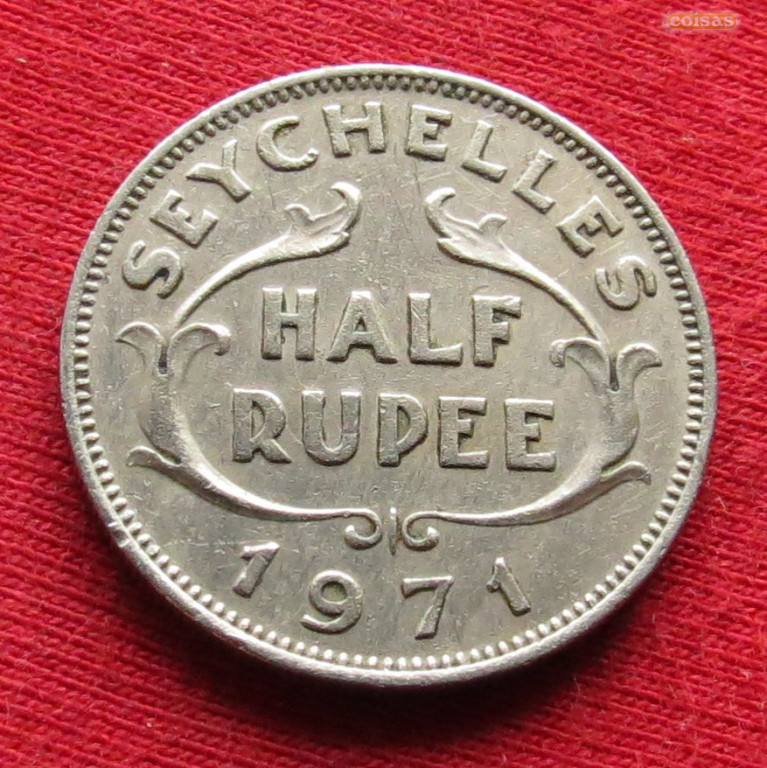 coisas
SEYCHELLES
HALF
RUPEE
1971